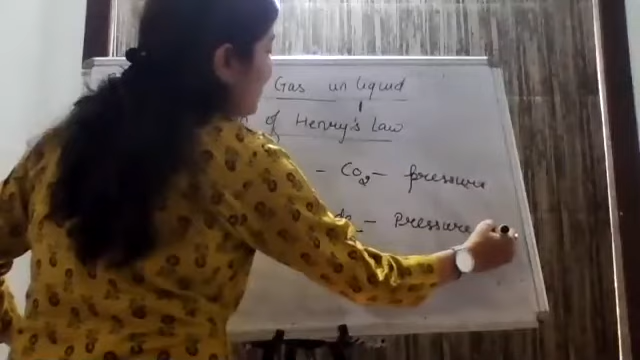 Gas in liquid
of Henry's Law
- CO2 - pressure
- Pressure